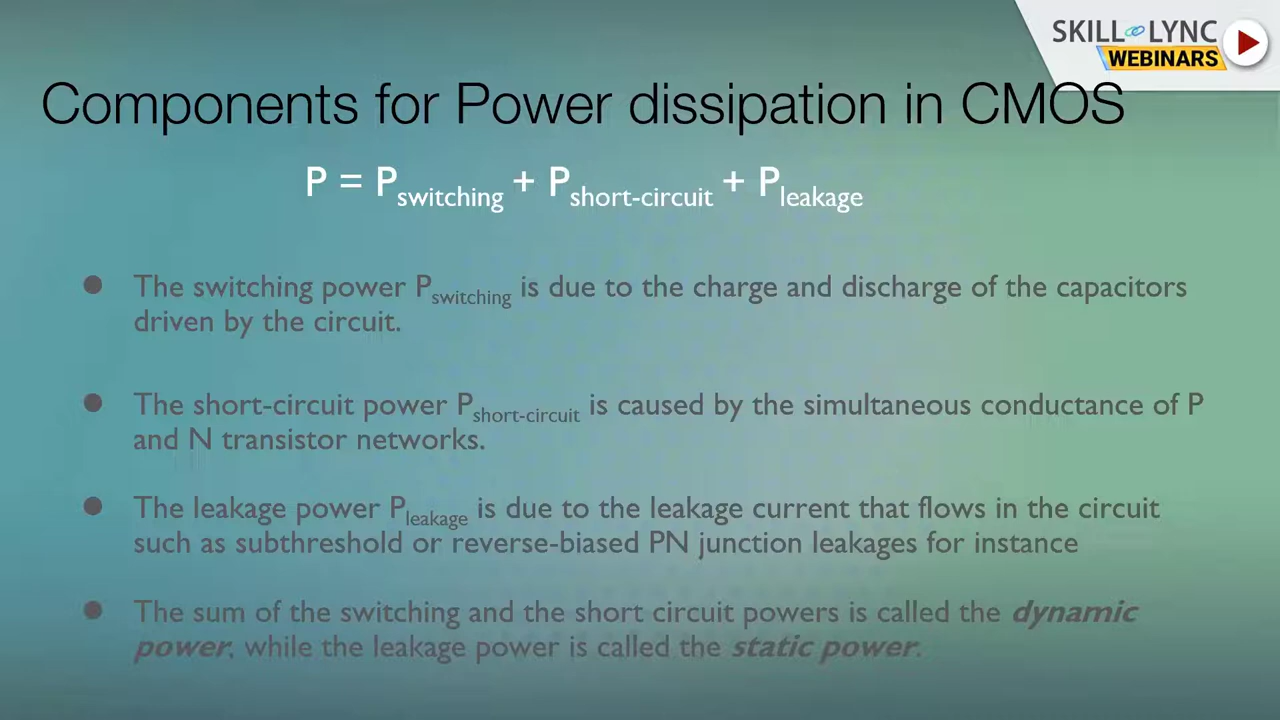 SKILL LYNC
WEBINARS
Components for Power dissipation in CMOS
P = Pswitching + Pshort-circuit + Pleakage
● The switching power Pswitching is due to the charge and discharge of the capacitors
driven by the circuit.
● The short-circuit power Pshort-circuit is caused by the simultaneous conductance of P
and N transistor networks.
● The leakage power Pleakage is due to the leakage current that flows in the circuit
such as subthreshold or reverse-biased PN junction leakages for instance
● The sum of the switching and the short circuit powers is called the dynamic
power, while the leakage power is called the static power.